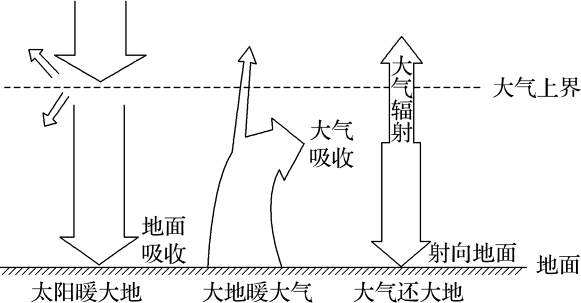 大气辐射
大气上界
大气
吸收
地面
吸收
射向地面
地面
太阳暖大地
大地暖大气
大气还大地